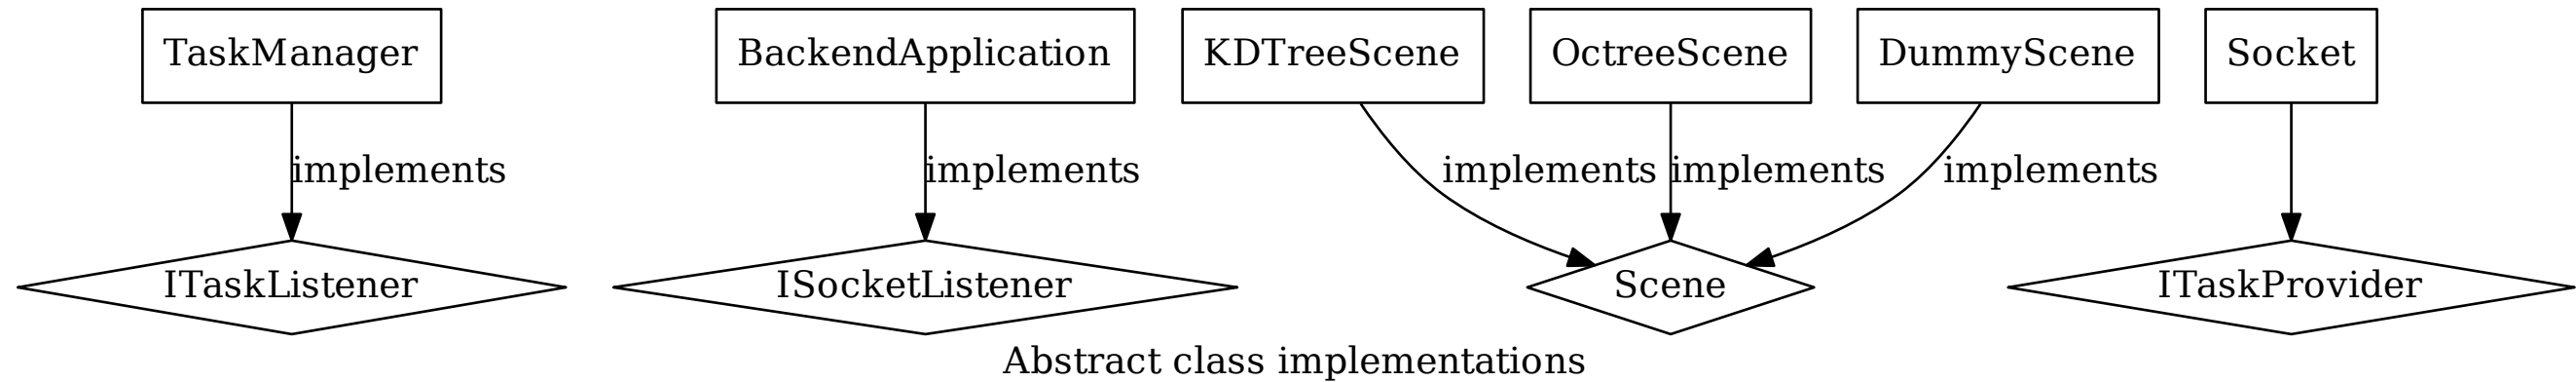 TaskManager
BackendApplication
KDTreeScene
OctreeScene
DummyScene
Socket
implements
implements
implements
implements
implements
ITaskListener
ISocketListener
Scene
ITaskProvider
Abstract class implementations